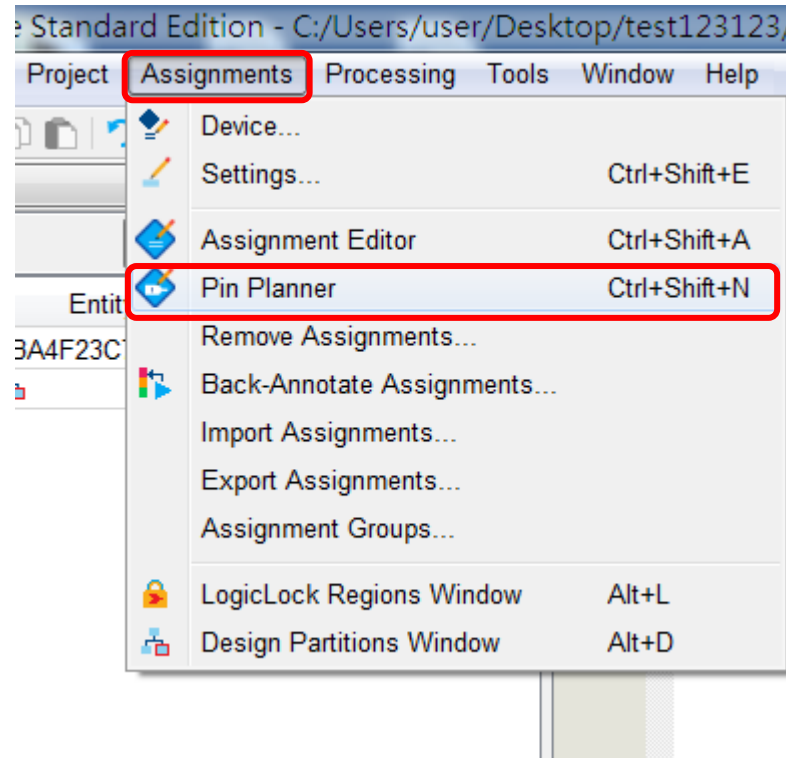 e Standard Edition - C:/Users/user/Desktop/test123123/
Project Assignments Processing Tools Window Help
Device...
Settings... Ctrl+Shift+E
Assignment Editor Ctrl+Shift+A
Pin Planner Ctrl+Shift+N
Entit
Remove Assignments...
BA4F23C
Back-Annotate Assignments...
Import Assignments...
Export Assignments...
Assignment Groups...
LogicLock Regions Window Alt+L
Design Partitions Window Alt+D